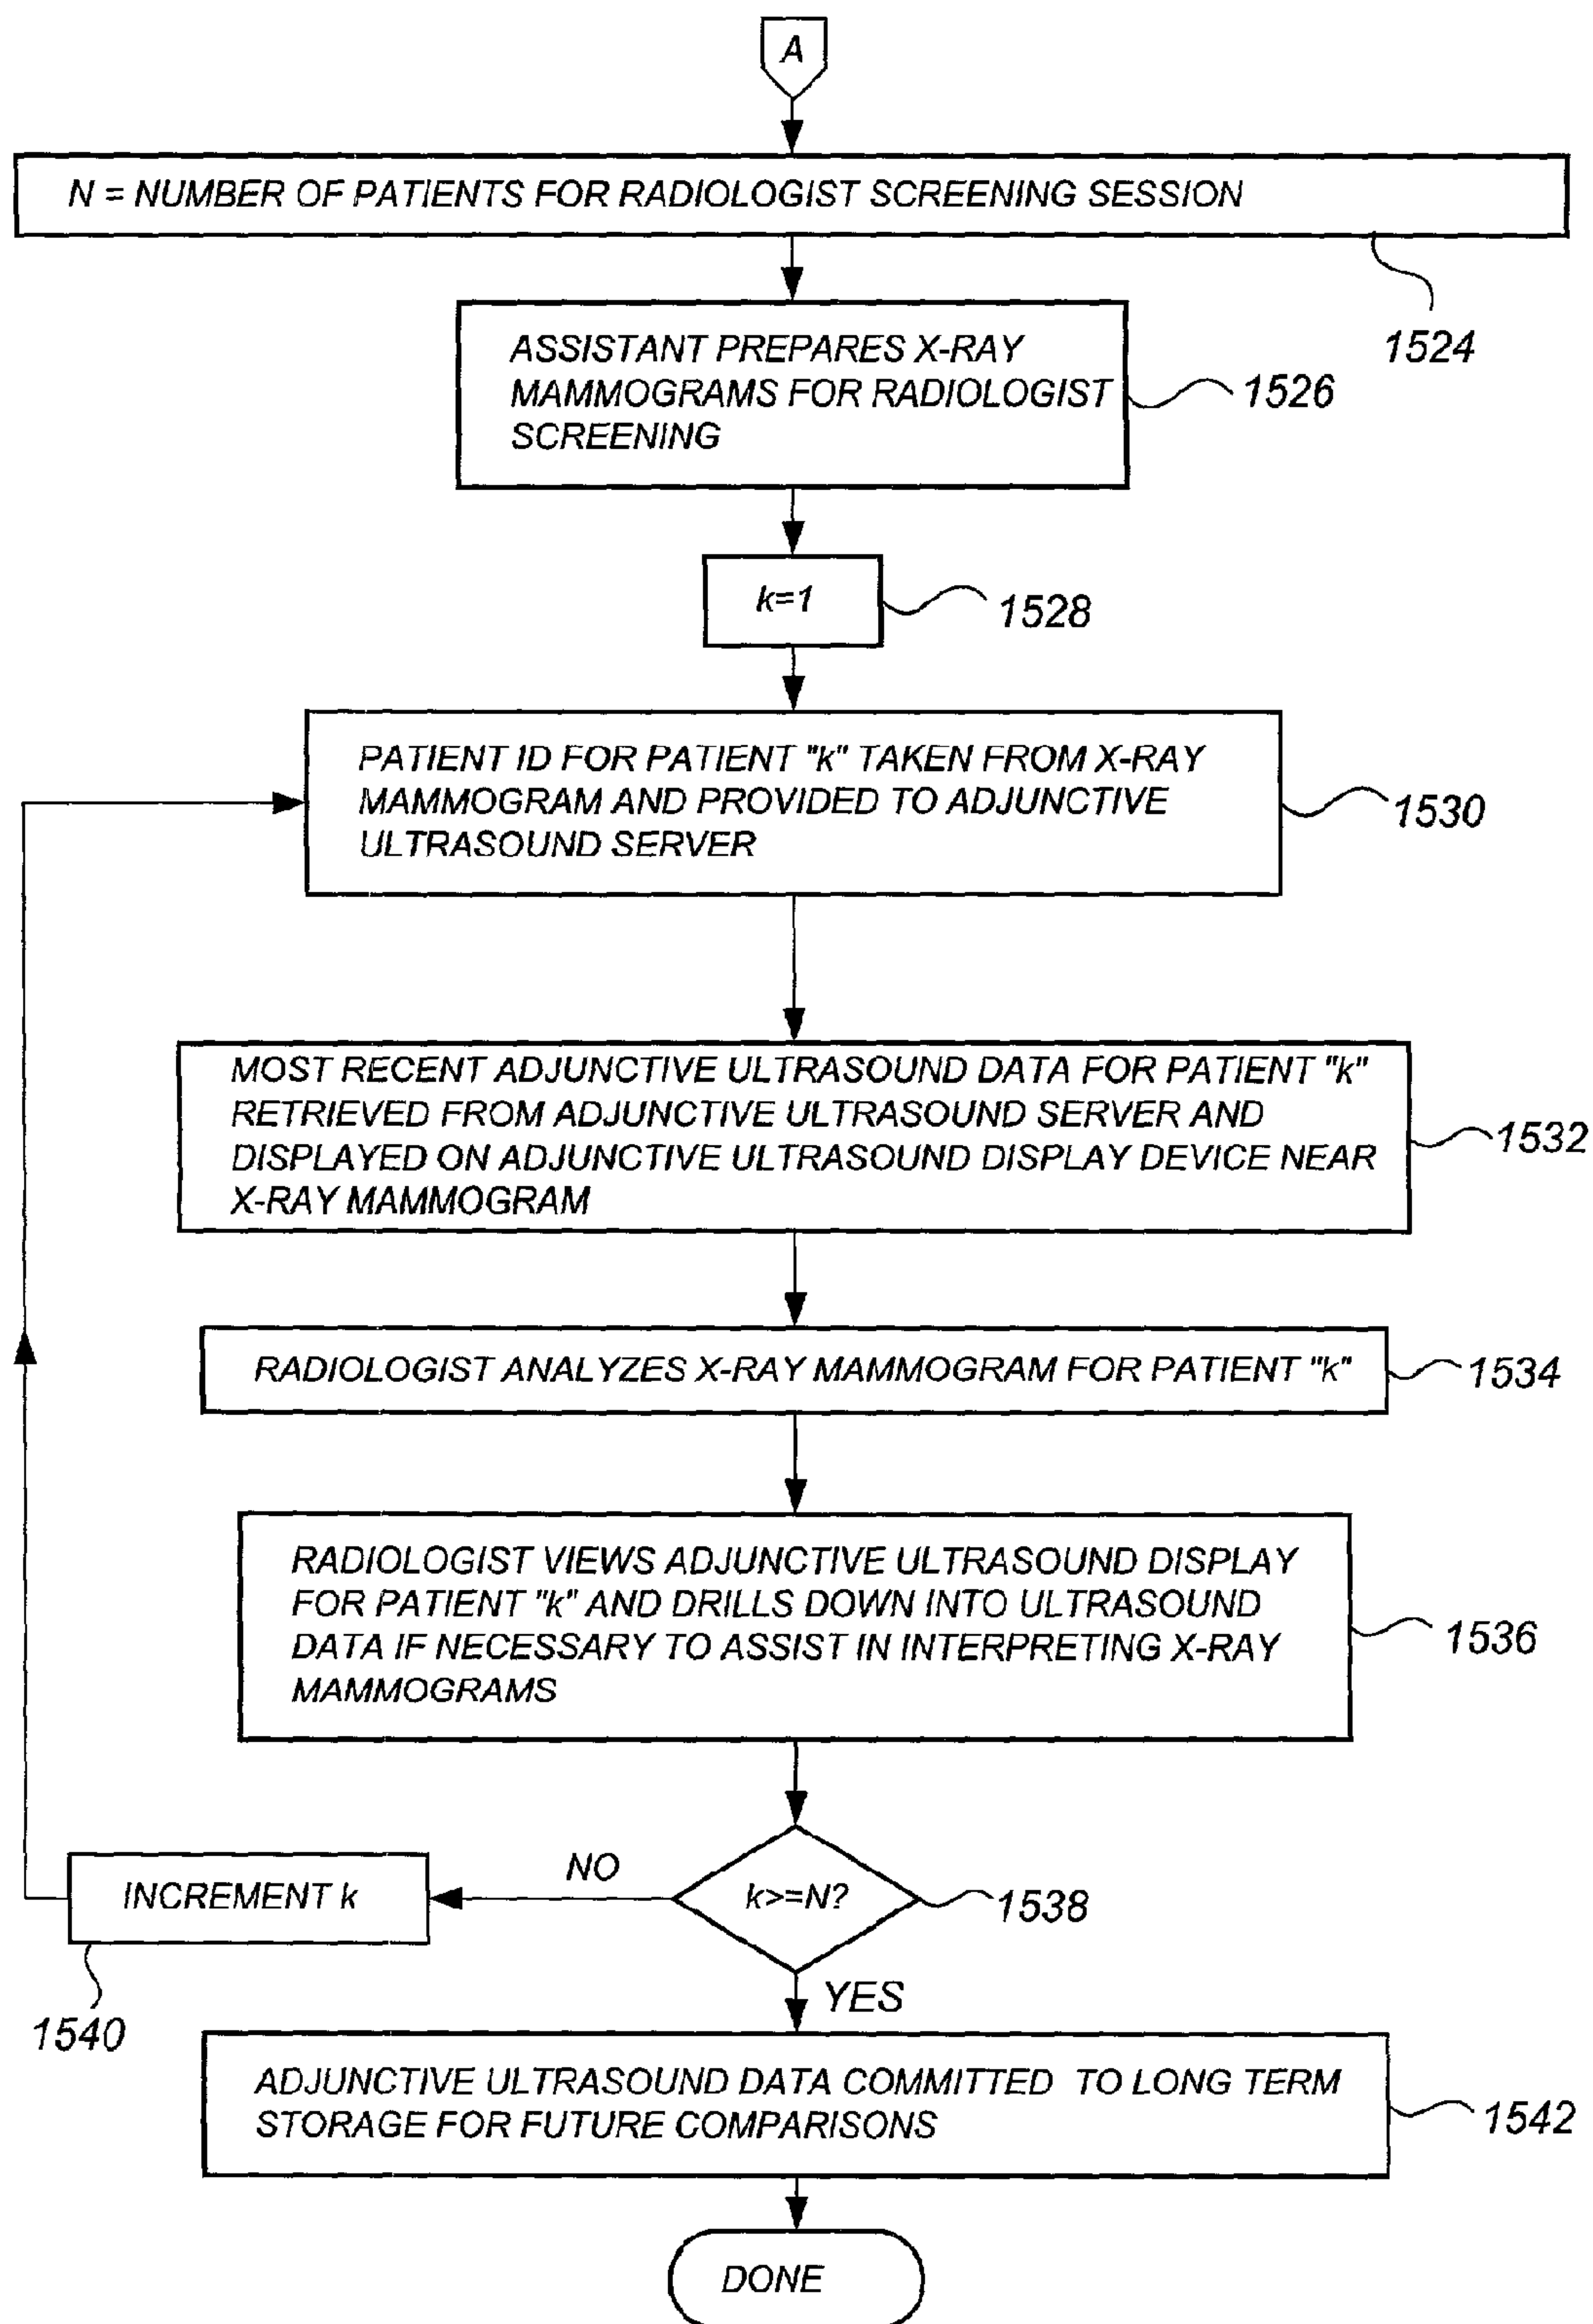 A
N = NUMBER OF PATIENTS FOR RADIOLOGIST SCREENING SESSION
1524
ASSISTANT PREPARES X-RAY
MAMMOGRAMS FOR RADIOLOGIST
SCREENING
1526
k=1
1528
PATIENT ID FOR PATIENT "k" TAKEN FROM X-RAY
MAMMOGRAM AND PROVIDED TO ADJUNCTIVE
ULTRASOUND SERVER
1530
MOST RECENT ADJUNCTIVE ULTRASOUND DATA FOR PATIENT "k"
RETRIEVED FROM ADJUNCTIVE ULTRASOUND SERVER AND
DISPLAYED ON ADJUNCTIVE ULTRASOUND DISPLAY DEVICE NEAR
X-RAY MAMMOGRAM
1532
RADIOLOGIST ANALYZES X-RAY MAMMOGRAM FOR PATIENT "k"
1534
RADIOLOGIST VIEWS ADJUNCTIVE ULTRASOUND DISPLAY
FOR PATIENT "k" AND DRILLS DOWN INTO ULTRASOUND
DATA IF NECESSARY TO ASSIST IN INTERPRETING X-RAY
MAMMOGRAMS
1536
k>=N?
1538
NO
INCREMENT k
1540
YES
ADJUNCTIVE ULTRASOUND DATA COMMITTED TO LONG TERM
STORAGE FOR FUTURE COMPARISONS
1542
DONE